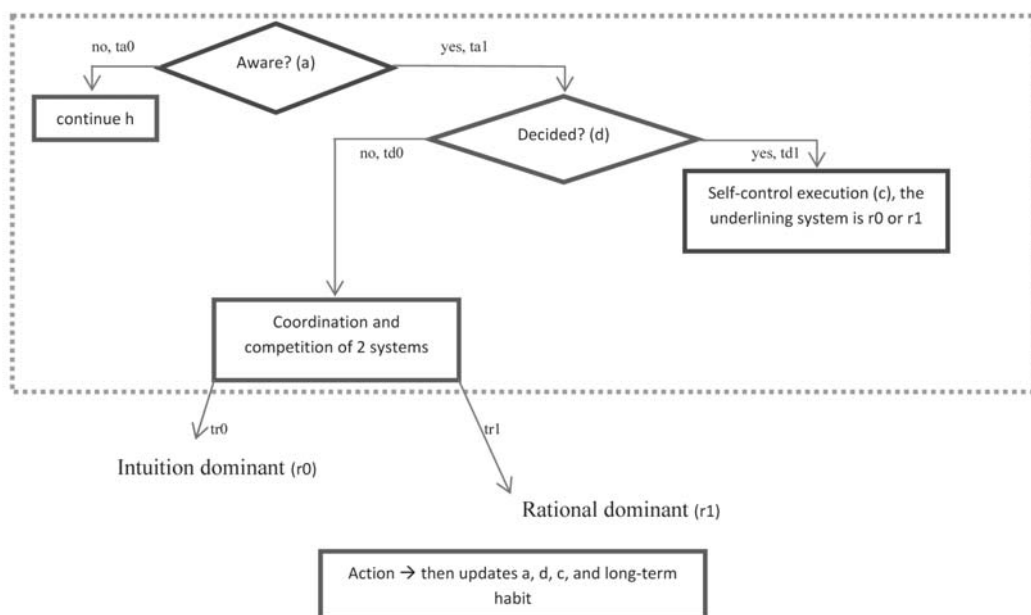 no, ta0
Aware? (a)
yes, ta1
continue h
Decided? (d)
no, td0
yes, td1
Self-control execution (c), the
underlining system is r0 or r1
Coordination and
competition of 2 systems
tr0
tr1
Intuition dominant (r0)
Rational dominant (r1)
Action → then updates a, d, c, and long-term
habit